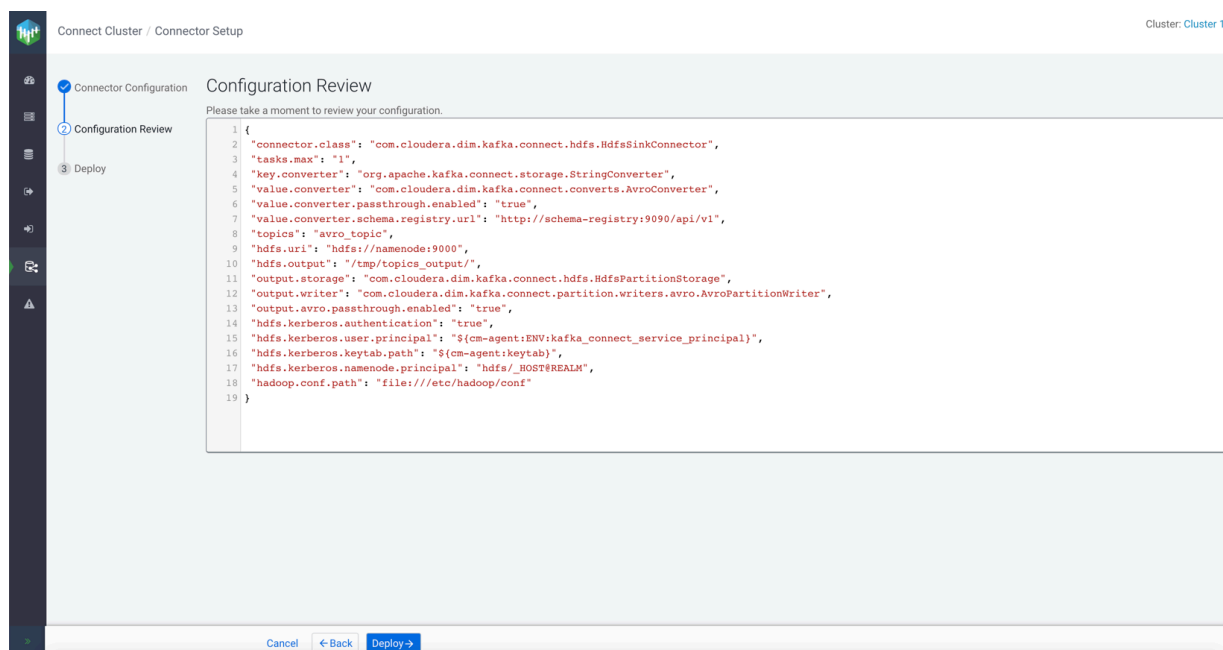 Connect Cluster / Connector Setup
Cluster: Cluster 1
Connector Configuration
2 Configuration Review
3 Deploy
Configuration Review
Please take a moment to review your configuration.
1 {
2 "connector.class": "com.cloudera.dim.kafka.connect.hdfs.HdfsSinkConnector",
3 "tasks.max": "1",
4 "key.converter": "org.apache.kafka.connect.storage.StringConverter",
5 "value.converter": "com.cloudera.dim.kafka.connect.converts.AvroConverter",
6 "value.converter.passthrough.enabled": "true",
7 "value.converter.schema.registry.url": "http://schema-registry:9090/api/v1",
8 "topics": "avro_topic",
9 "hdfs.uri": "hdfs://namenode:9000",
10 "hdfs.output": "/tmp/topics_output/",
11 "output.storage": "com.cloudera.dim.kafka.connect.hdfs.HdfsPartitionStorage",
12 "output.writer": "com.cloudera.dim.kafka.connect.partition.writers.avro.AvroPartitionWriter",
13 "output.avro.passthrough.enabled": "true",
14 "hdfs.kerberos.authentication": "true",
15 "hdfs.kerberos.user.principal": "${cm-agent:ENV:kafka_connect_service_principal}",
16 "hdfs.kerberos.keytab.path": "${cm-agent:keytab}",
17 "hdfs.kerberos.namenode.principal": "hdfs/_HOST@REALM",
18 "hadoop.conf.path": "file:///etc/hadoop/conf"
19 }
Cancel
←Back
Deploy→